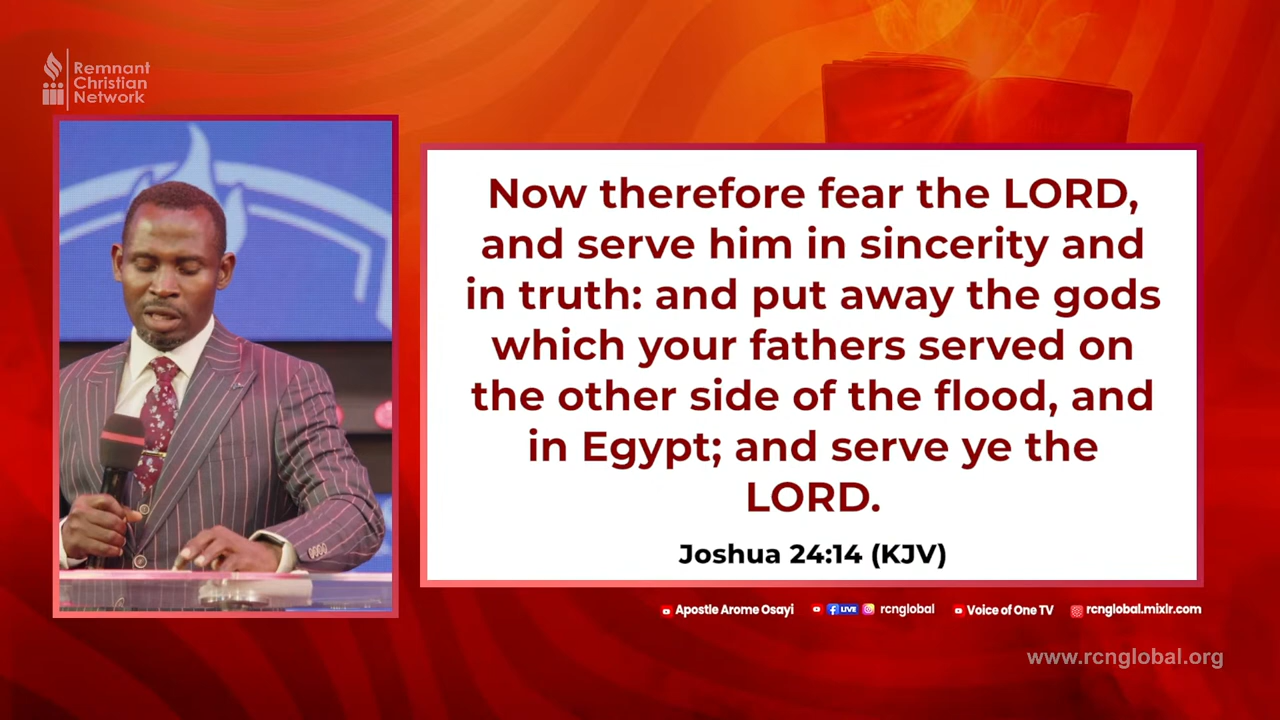 Remnant
Christian
Network
Now therefore fear the LORD,
and serve him in sincerity and
in truth: and put away the gods
which your fathers served on
the other side of the flood, and
in Egypt; and serve ye the
LORD.
Joshua 24:14 (KJV)
Apostle Arome Osayi LIVE rcnglobal Voice of One TV rcnglobal.mixlr.com
www.rcnglobal.org